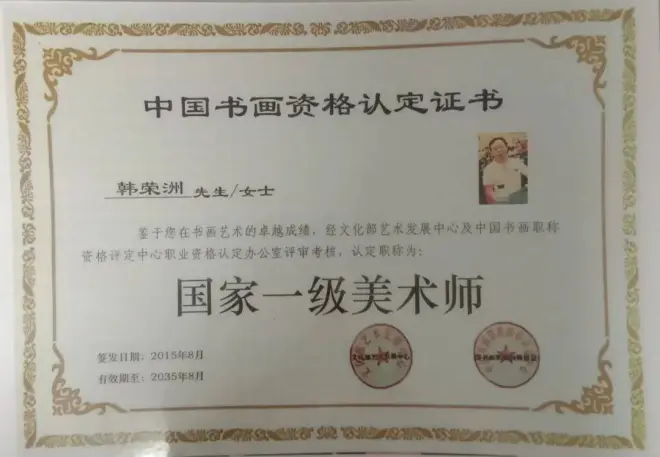 中国书画资格认定证书
韩荣洲 先生/女士
鉴于您在书画艺术的卓越成绩，经文化部艺术发展中心及中国书画职称
资格评定中心职业资格认定办公室评审考核，认定职称为：
国家一级美术师
签发日期：2015年8月
有效期至：2035年8月